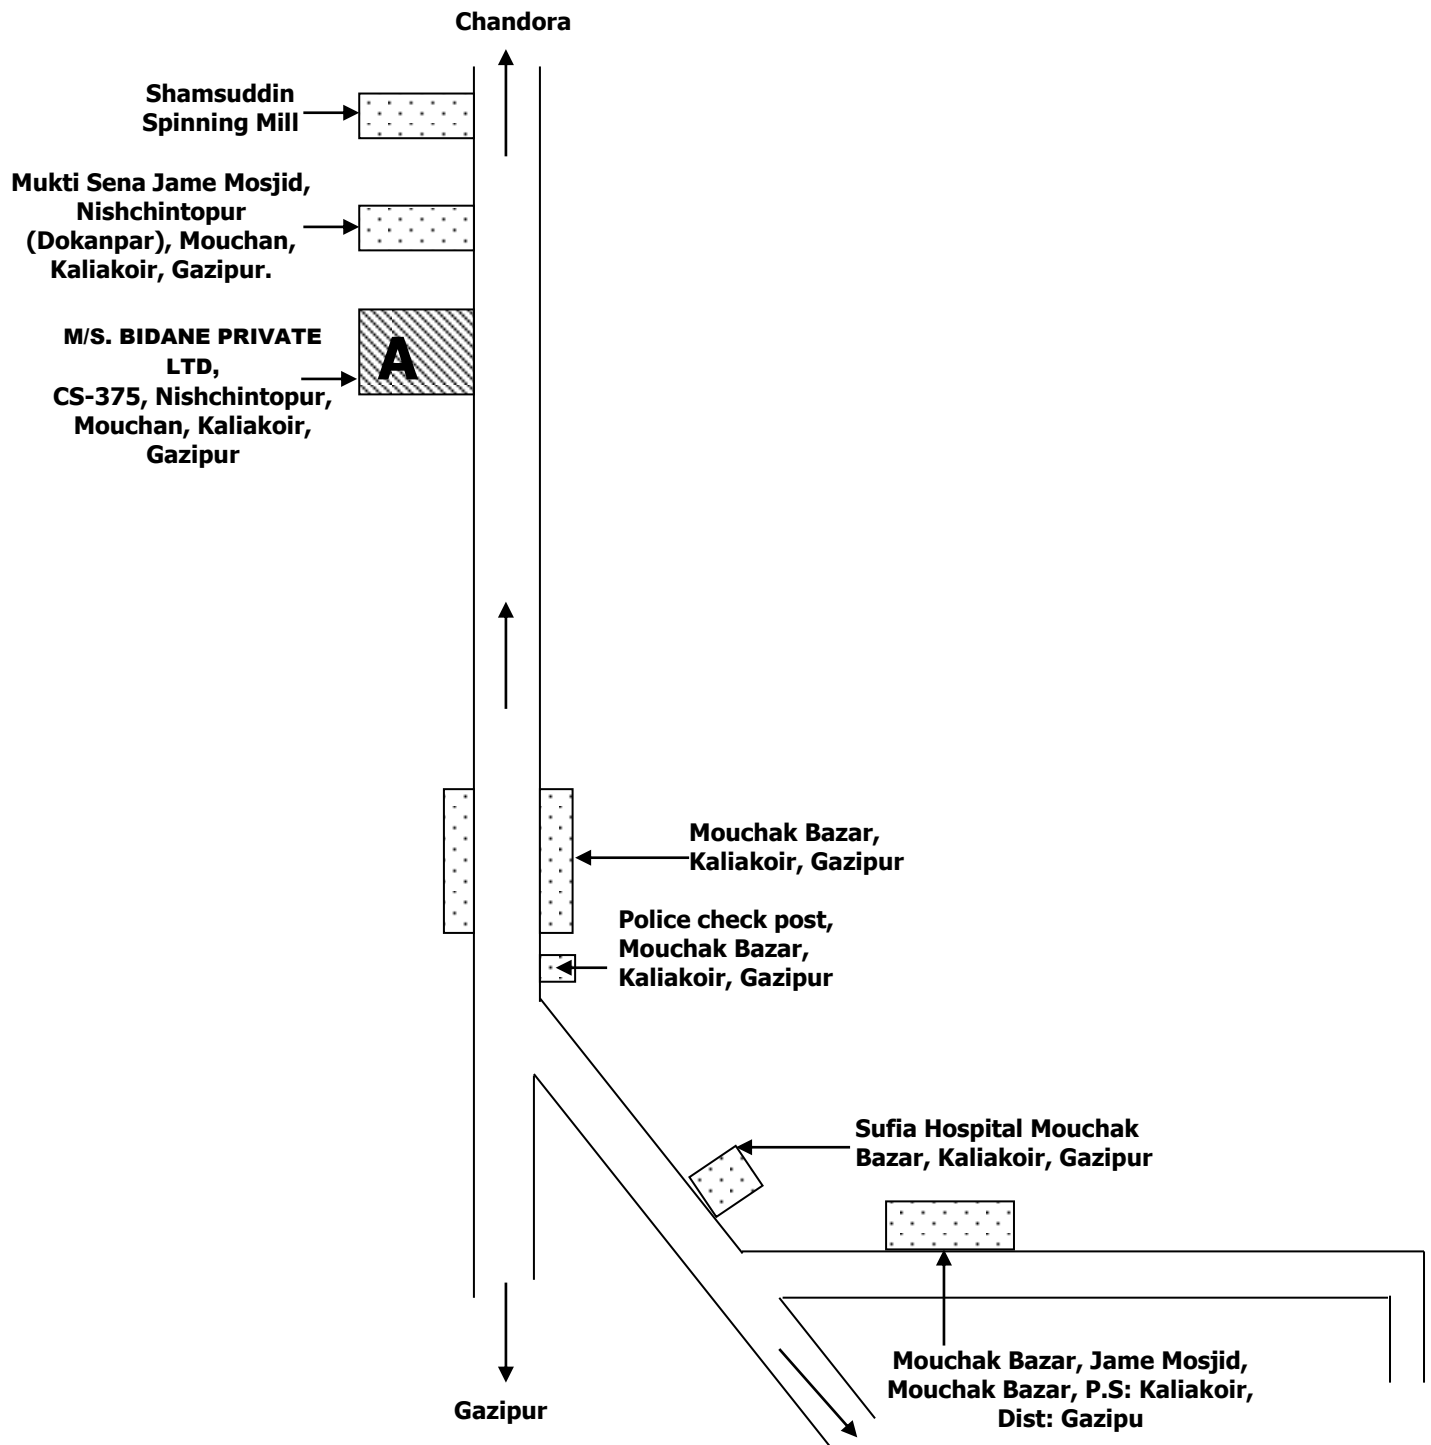 Chandora
Shamsuddin
Spinning Mill
Mukti Sena Jame Mosjid,
Nishchintopur
(Dokanpar), Mouchan,
Kaliakoir, Gazipur.
M/S. BIDANE PRIVATE
LTD,
CS-375, Nishchintopur,
Mouchan, Kaliakoir,
Gazipur
A
Mouchak Bazar,
Kaliakoir, Gazipur
Police check post,
Mouchak Bazar,
Kaliakoir, Gazipur
Sufia Hospital Mouchak
Bazar, Kaliakoir, Gazipur
Mouchak Bazar, Jame Mosjid,
Mouchak Bazar, P.S: Kaliakoir,
Dist: Gazipu
Gazipur